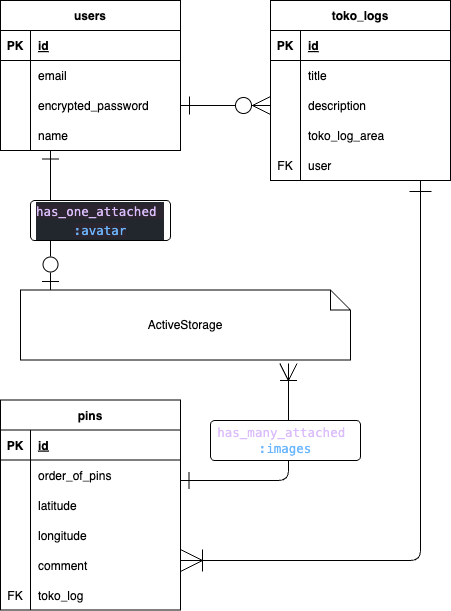 users
PK id
email
encrypted_password
name
toko_logs
PK id
title
description
toko_log_area
FK user
has_one_attached
:avatar
ActiveStorage
has_many_attached
:images
pins
PK id
order_of_pins
latitude
longitude
comment
FK toko_log